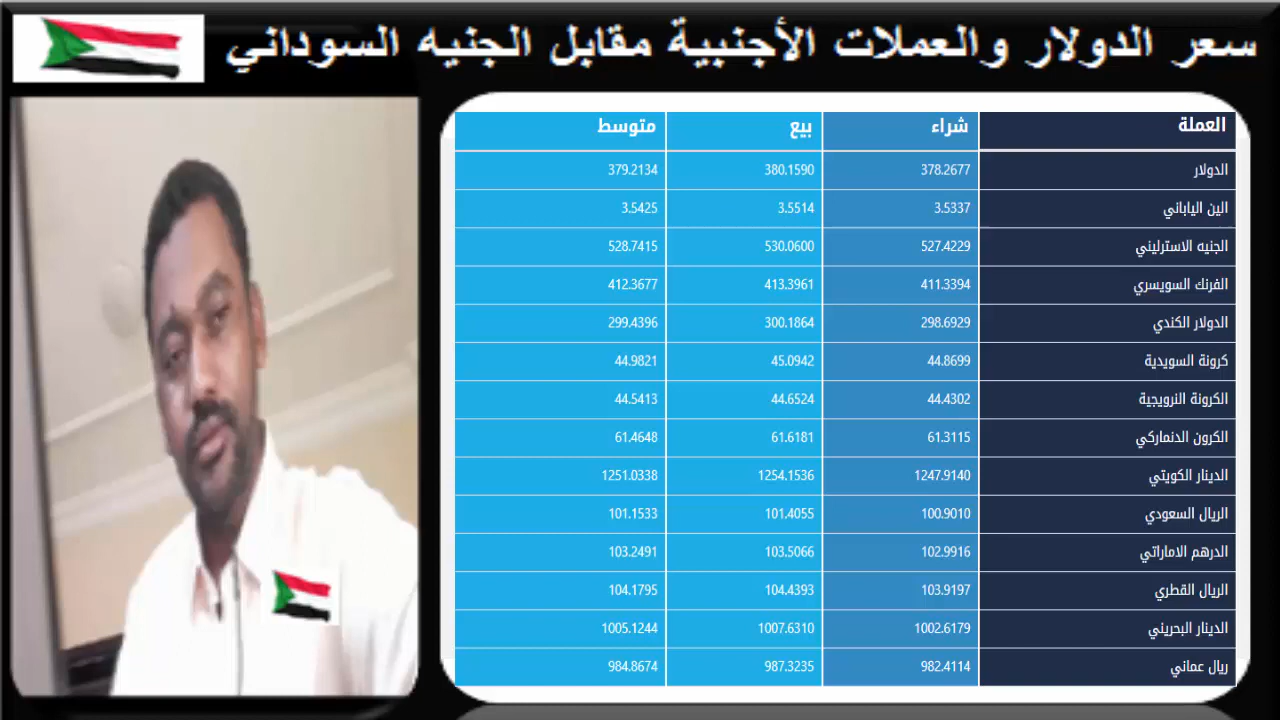 سعر الدولار والعملات الأجنبية مقابل الجنيه السوداني
العملة شراء بيع متوسط
الدولار 378.2677 380.1590 379.2134
الين الياباني 3.5337 3.5514 3.5425
الجنيه الاسترليني 527.4229 530.0600 528.7415
الفرنك السويسري 411.3394 413.3961 412.3677
الدولار الكندي 298.6929 300.1864 299.4396
كرونة السويدية 44.8699 45.0942 44.9821
الكرونة النرويجية 44.4302 44.6524 44.5413
الكرون الدنماركي 61.3115 61.6181 61.4648
الدينار الكويتي 1247.9140 1254.1536 1251.0338
الريال السعودي 100.9010 101.4055 101.1533
الدرهم الاماراتي 102.9916 103.5066 103.2491
الريال القطري 103.9197 104.4393 104.1795
الدينار البحريني 1002.6179 1007.6310 1005.1244
ريال عماني 982.4114 987.3235 984.8674